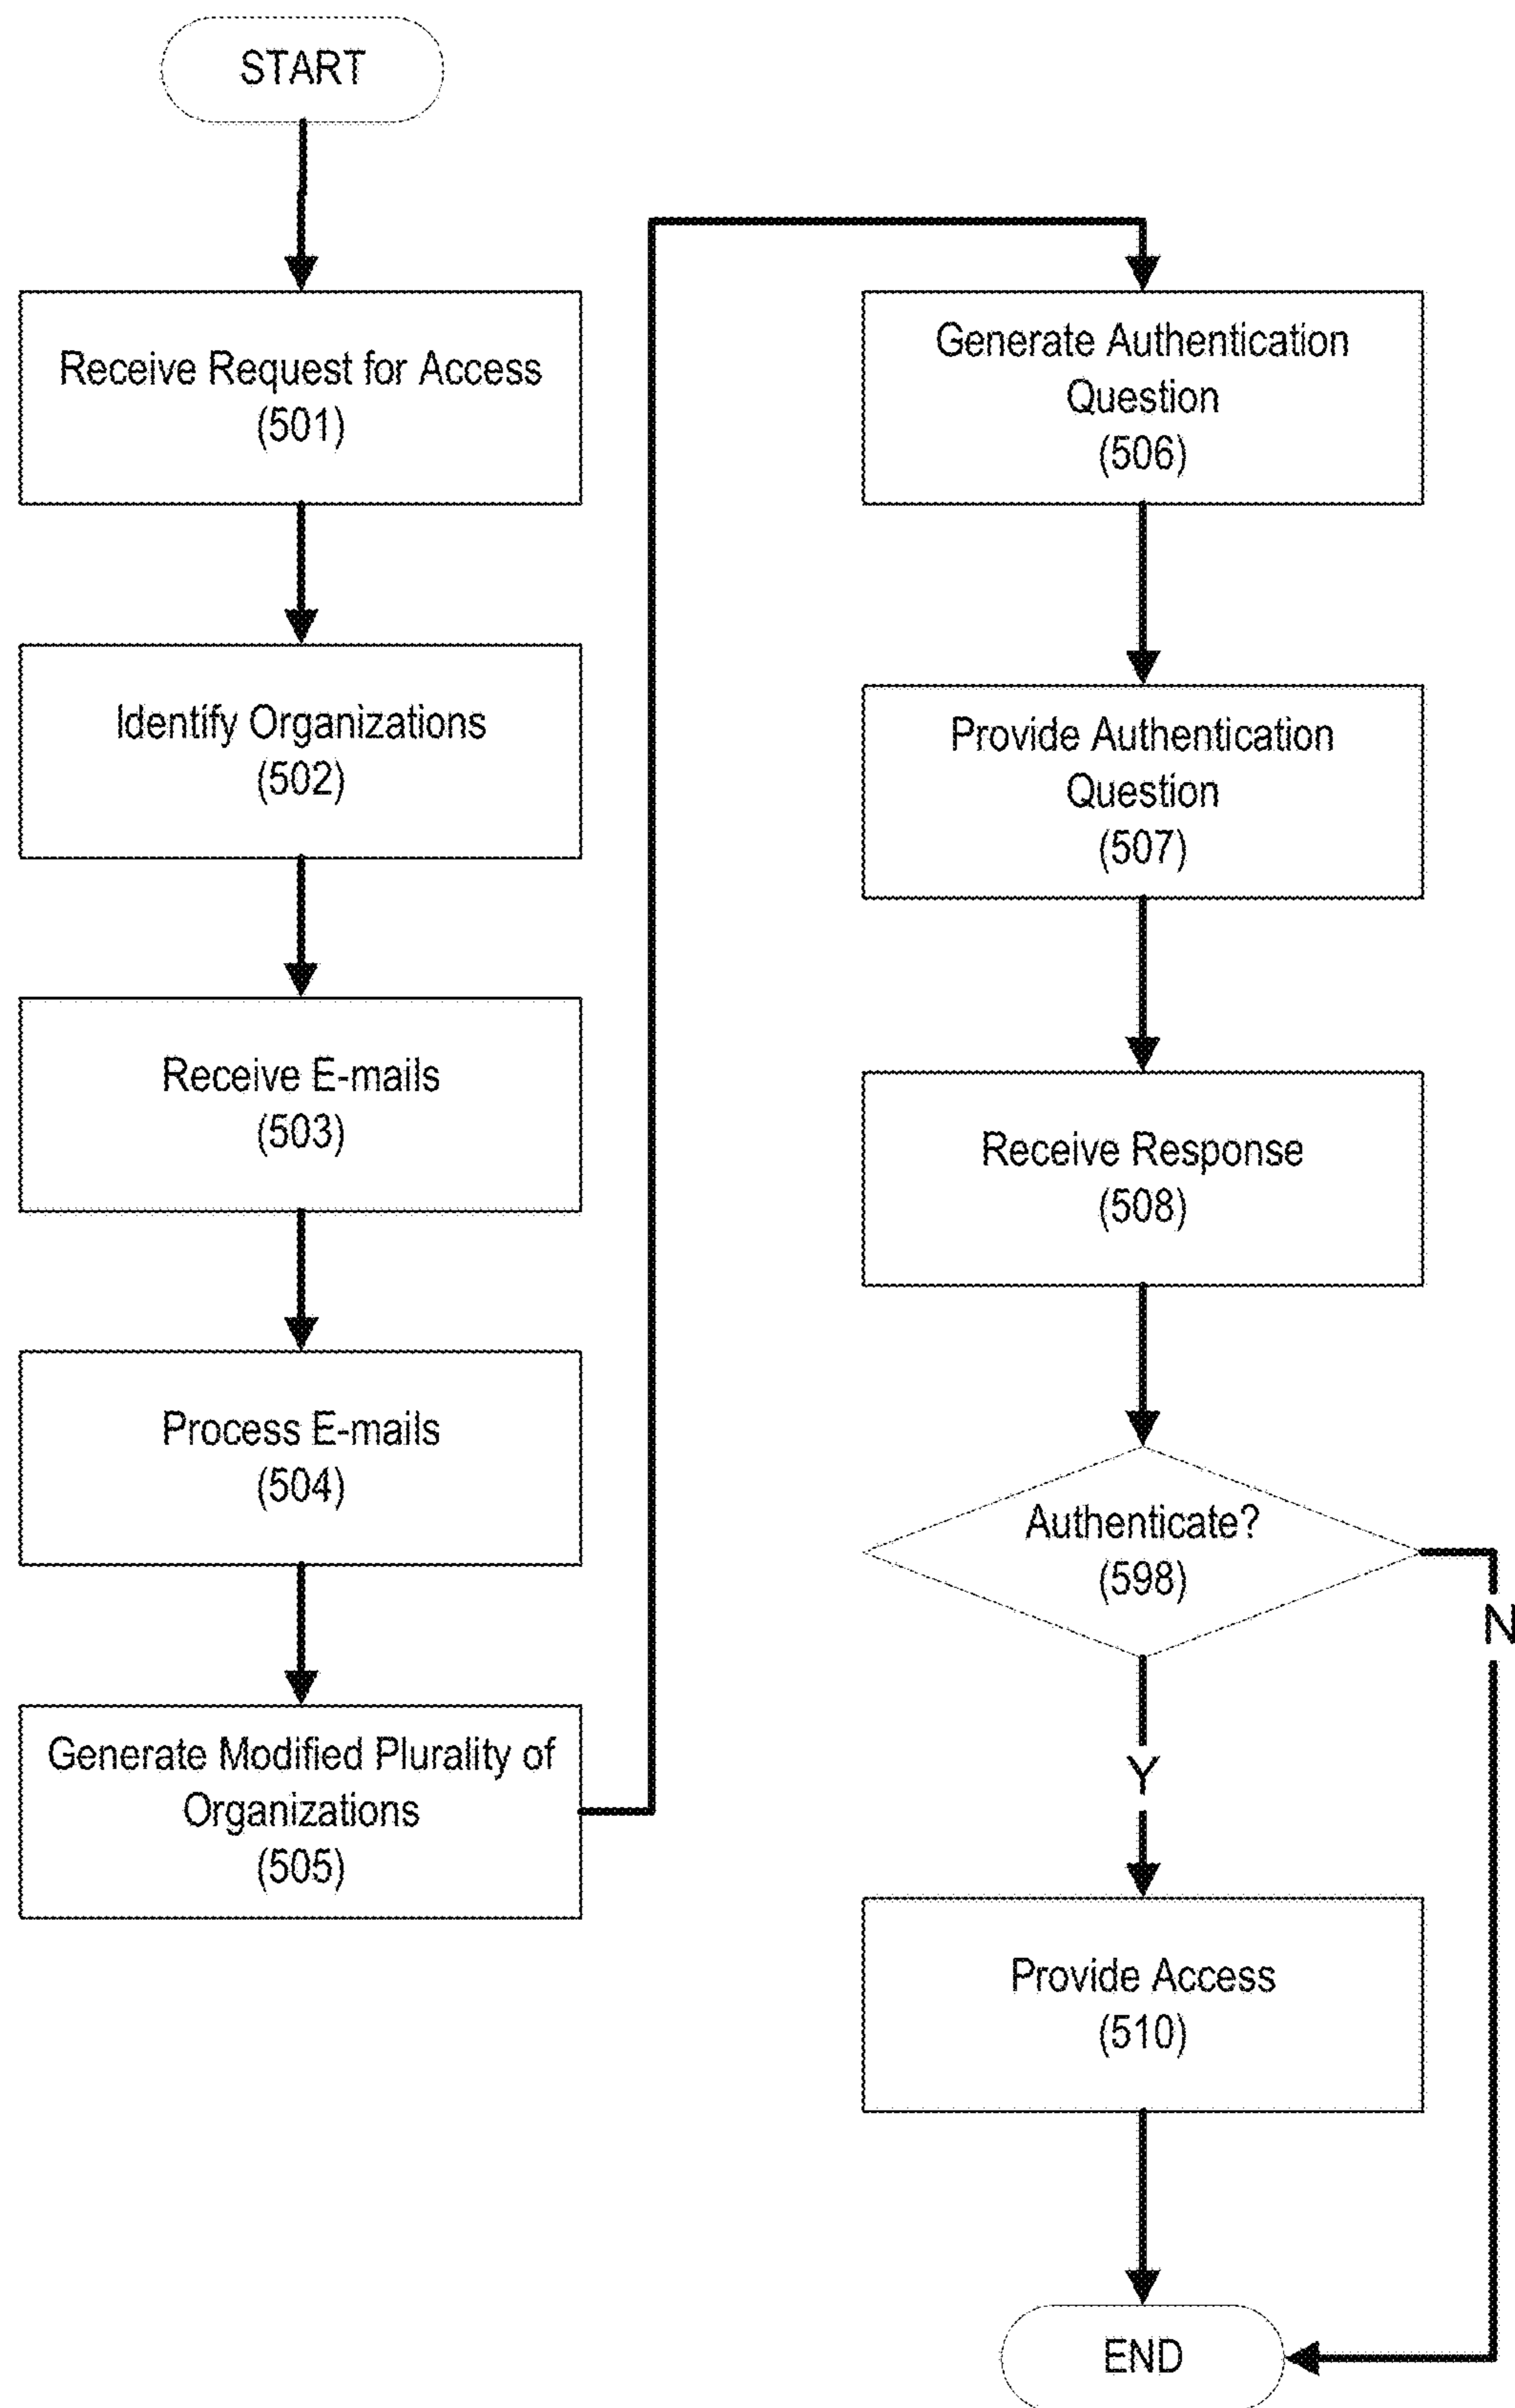 START
Receive Request for Access
(501)
Identify Organizations
(502)
Receive E-mails
(503)
Process E-mails
(504)
Generate Modified Plurality of
Organizations
(505)
Generate Authentication
Question
(506)
Provide Authentication
Question
(507)
Receive Response
(508)
Authenticate?
(598)
N
Y
Provide Access
(510)
END